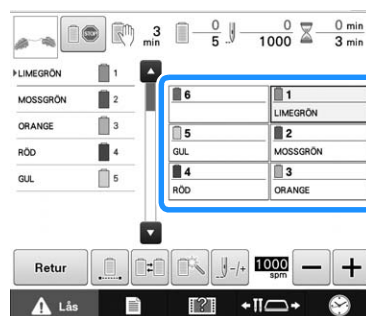 3 min 0/5 0/1000 0 min 3 min
LIMEGRÖN 1
MOSSGRÖN 2
ORANGE 3
RÖD 4
GUL 5
6 1
LIMEGRÖN
5 2
GUL MOSSGRÖN
4 3
RÖD ORANGE
Retur -/+ 1000 spm - +
Lås ?